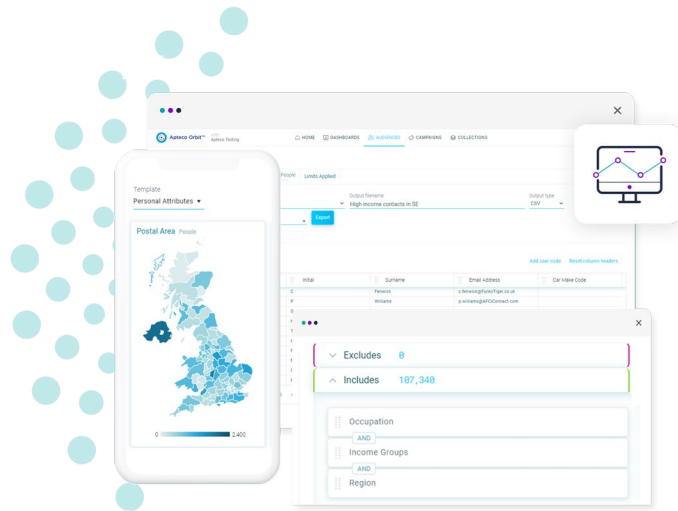 Apteco Orbit™
Apteco Testing
HOME
DASHBOARDS
AUDIENCES
CAMPAIGNS
COLLECTIONS
People
Limits Applied
Output filename
High income contacts in SE
Output type
CSV
Export
Add user code
Reset column headers
Initial
Surname
Email Address
Car Make Code
Fenwick
c.fenwick@FunkyTiger.co.uk
Williams
p.williams@AFCiConnect.com
Template
Personal Attributes
Postal Area People
0
2,400
Excludes 0
Includes 107,340
Occupation
AND
Income Groups
AND
Region